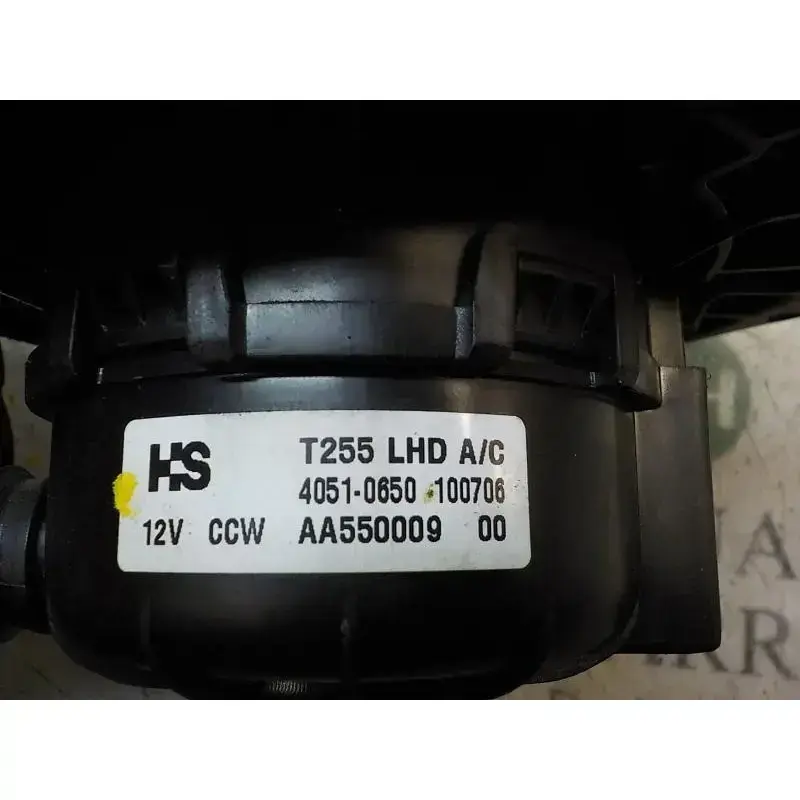 HS T255 LHD A/C
4051-0650 100706
12V CCW AA550009 00